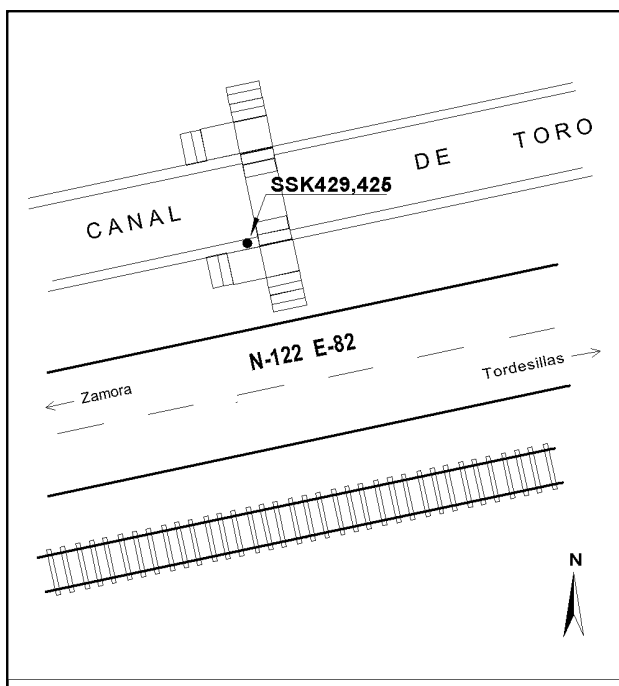 CANAL DE TORO
SSK429,425
N-122 E-82
Zamora
Tordesillas
N